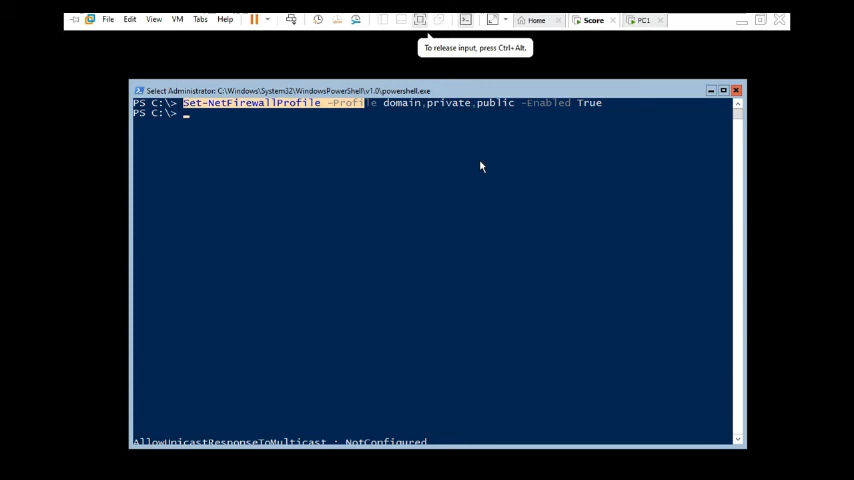 File Edit View VM Tabs Help Home Score PC1
To release input, press Ctrl+Alt.
Select Administrator: C:\Windows\System32\WindowsPowerShell\v1.0\powershell.exe
PS C:\> Set-NetFirewallProfile -Profile domain,private,public -Enabled True
PS C:\>
AllowUnicastResponseToMulticast : NotConfigured